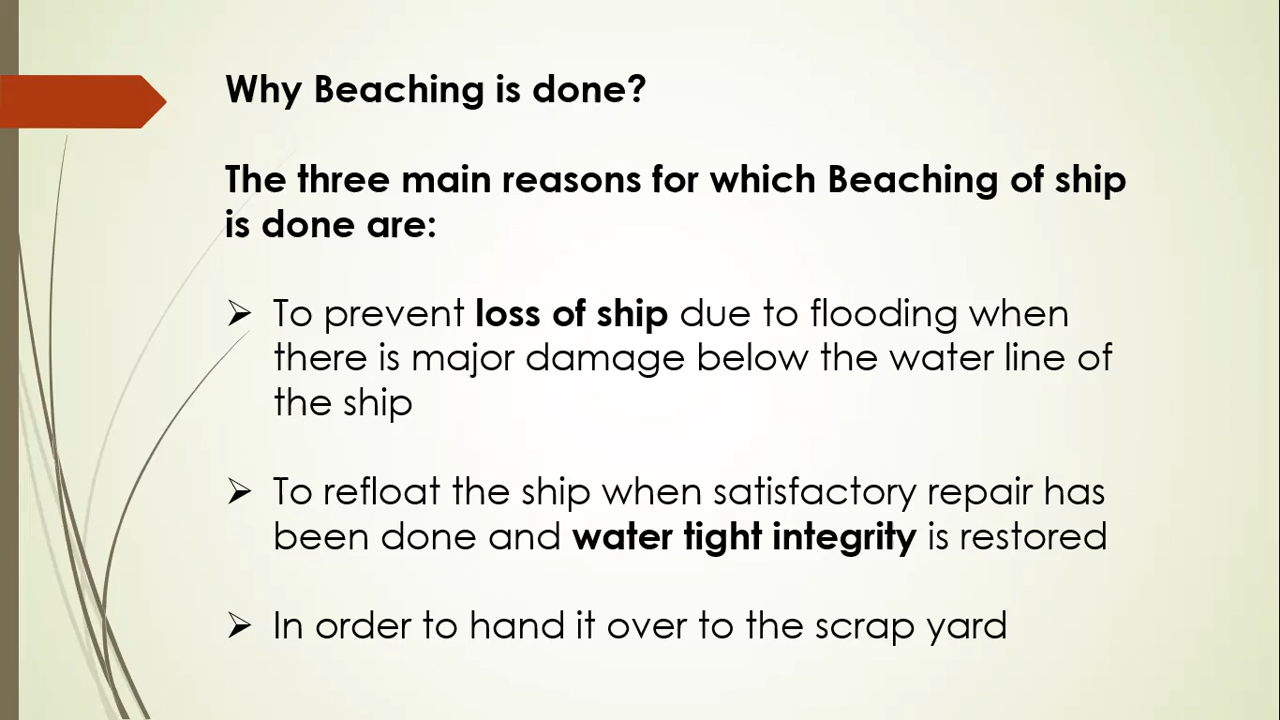 Why Beaching is done?
The three main reasons for which Beaching of ship
is done are:
➢ To prevent loss of ship due to flooding when
there is major damage below the water line of
the ship
➢ To refloat the ship when satisfactory repair has
been done and water tight integrity is restored
➢ In order to hand it over to the scrap yard